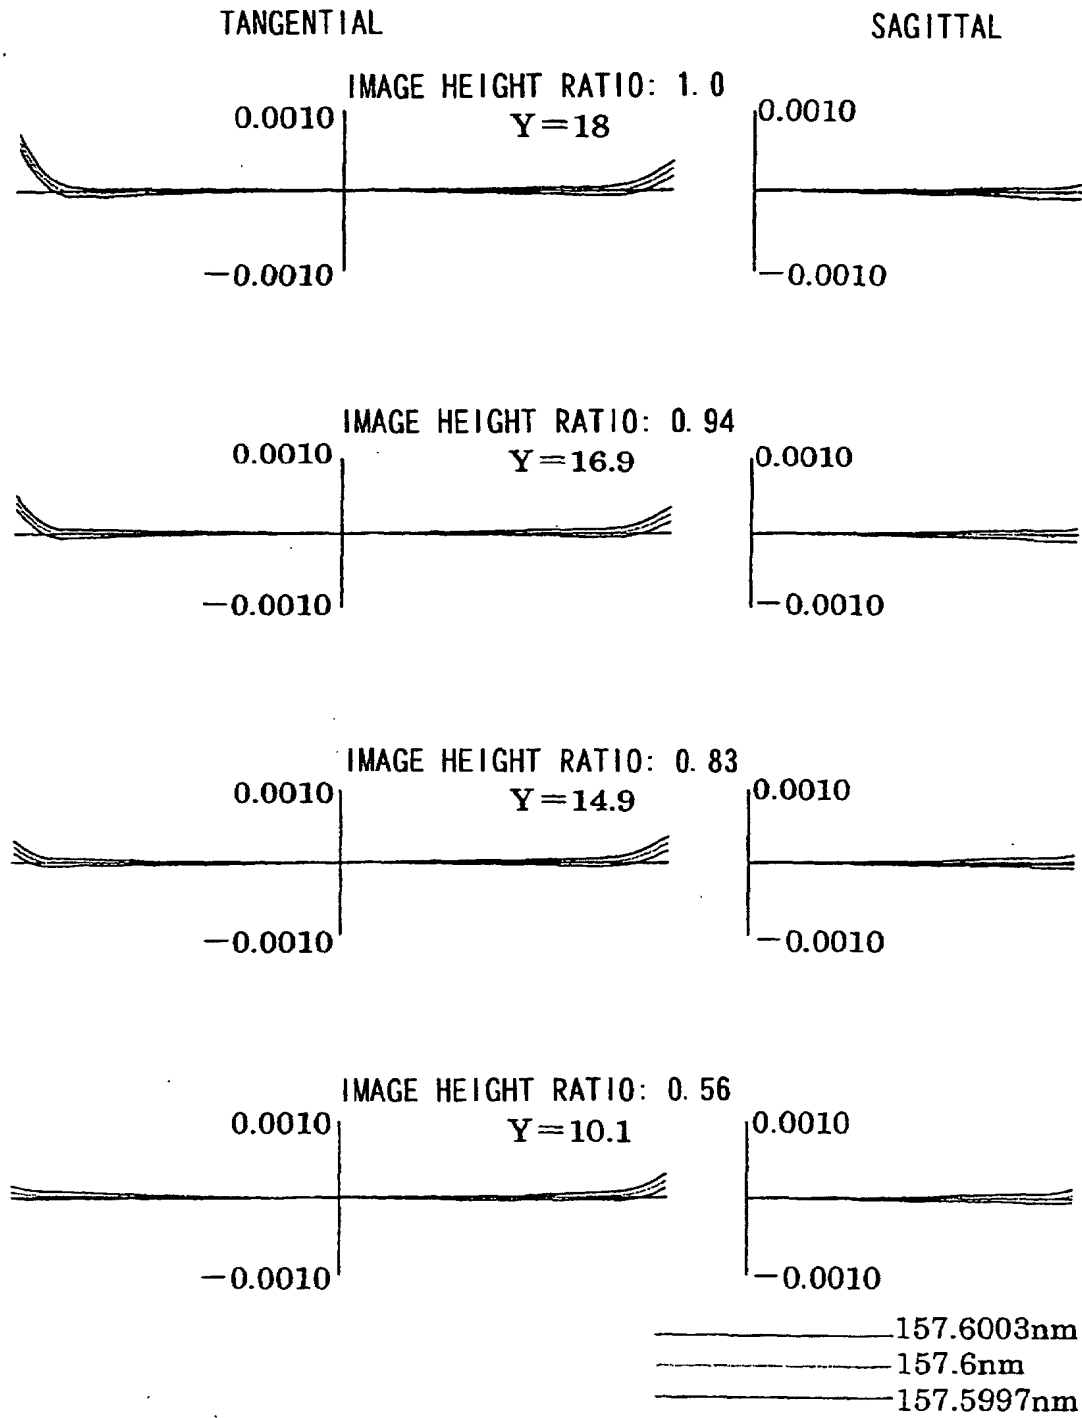 TANGENTIAL SAGITTAL
IMAGE HEIGHT RATIO: 1.0
0.0010 Y=18 0.0010
−0.0010 −0.0010
IMAGE HEIGHT RATIO: 0.94
0.0010 Y=16.9 0.0010
−0.0010 −0.0010
IMAGE HEIGHT RATIO: 0.83
0.0010 Y=14.9 0.0010
−0.0010 −0.0010
IMAGE HEIGHT RATIO: 0.56
0.0010 Y=10.1 0.0010
−0.0010 −0.0010
157.6003nm
157.6nm
157.5997nm